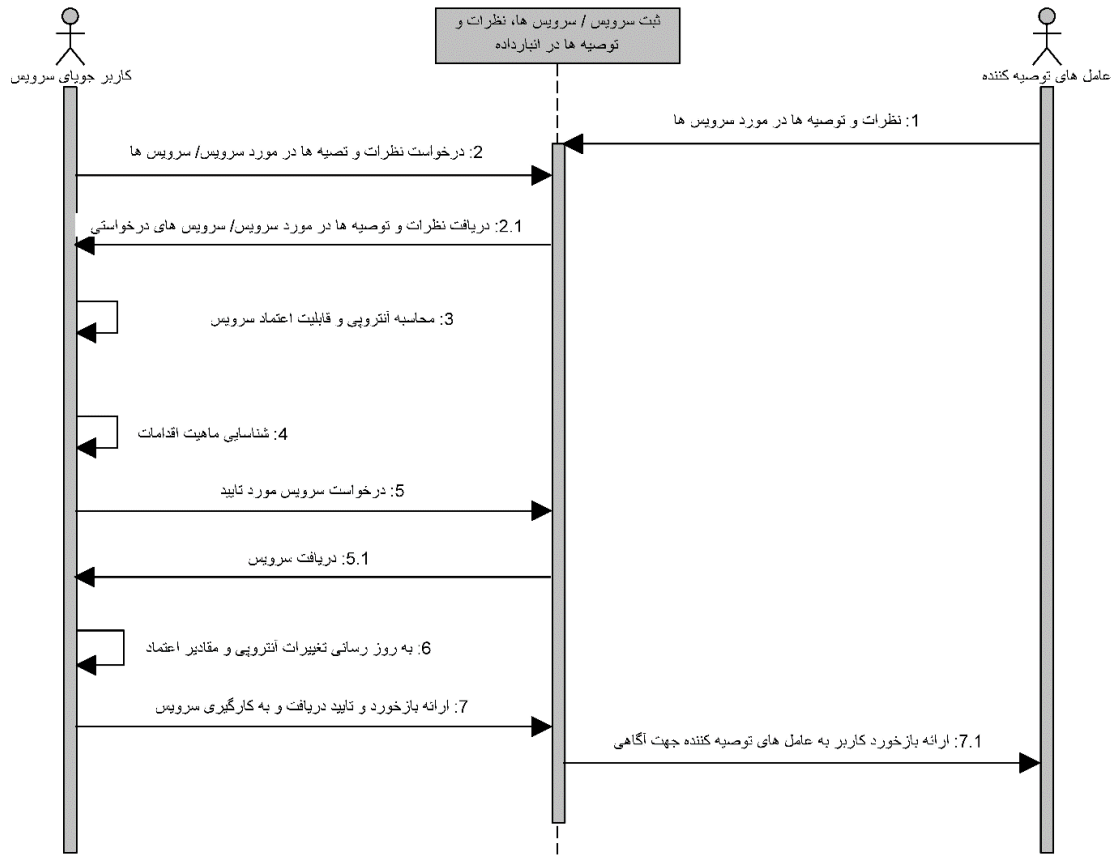 ثبت سرویس / سرویس ها، نظرات و
توصیه ها در انبارداده
کاربر جویای سرویس
عامل های توصیه کننده
1: نظرات و توصیه ها در مورد سرویس ها
2: درخواست نظرات و تصیه ها در مورد سرویس/ سرویس ها
2.1: دریافت نظرات و توصیه ها در مورد سرویس/ سرویس های درخواستی
3: محاسبه آنتروپی و قابلیت اعتماد سرویس
4: شناسایی ماهیت اقدامات
5: درخواست سرویس مورد تایید
5.1: دریافت سرویس
6: به روز رسانی تغییرات آنتروپی و مقادیر اعتماد
7: ارائه بازخورد و تایید دریافت و به کارگیری سرویس
7.1: ارائه بازخورد کاربر به عامل های توصیه کننده جهت آگاهی